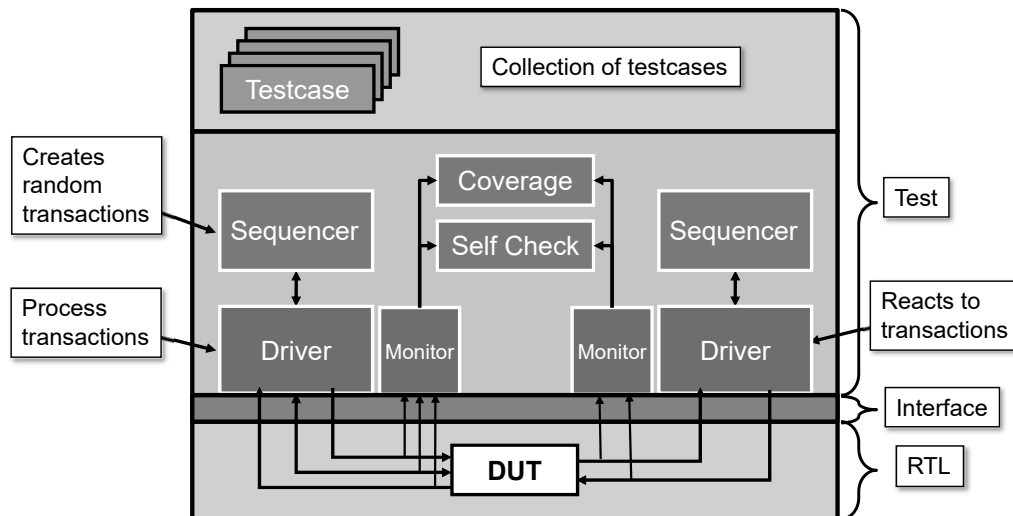 Testcase
Collection of testcases
Creates
random
transactions
Coverage
Sequencer
Self Check
Sequencer
Test
Process
transactions
Driver
Monitor
Monitor
Driver
Reacts to
transactions
Interface
DUT
RTL